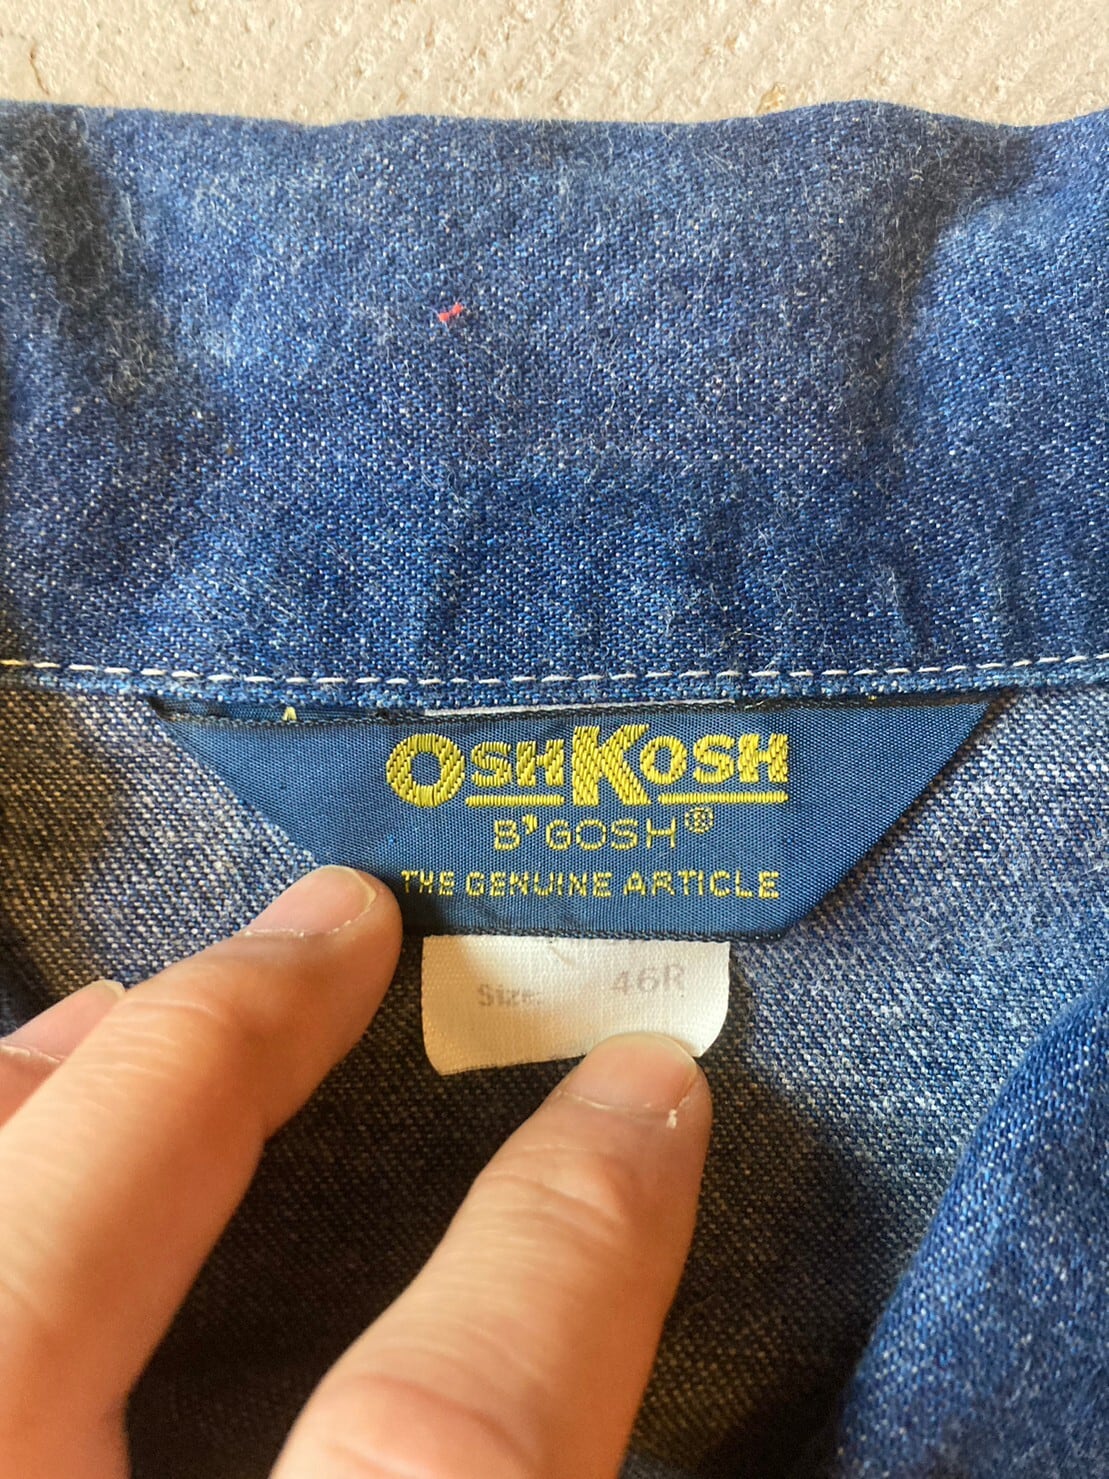 OSHKOSH
B'GOSH®
THE GENUINE ARTICLE
Size: 46R